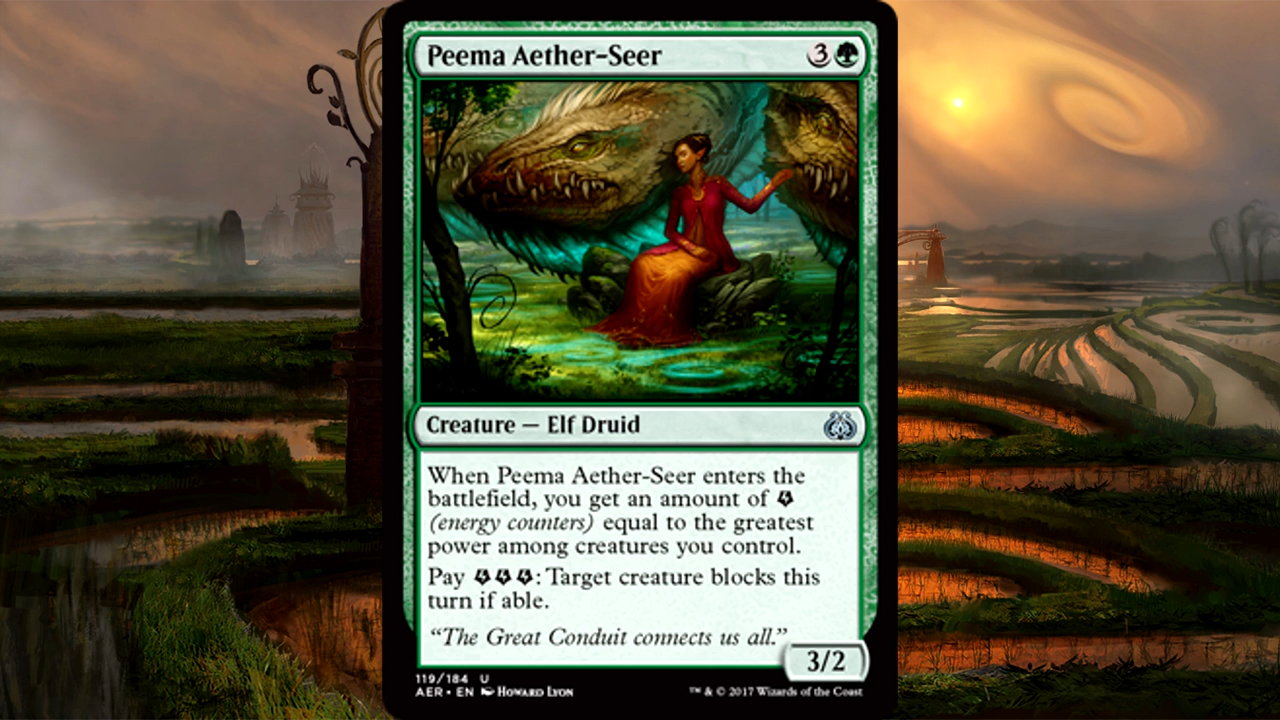 Peema Aether-Seer 3
Creature — Elf Druid
When Peema Aether-Seer enters the
battlefield, you get an amount of
(energy counters) equal to the greatest
power among creatures you control.
Pay : Target creature blocks this
turn if able.
“The Great Conduit connects us all.”
3/2
119/184 U
AER • EN Howard Lyon
™ & © 2017 Wizards of the Coast